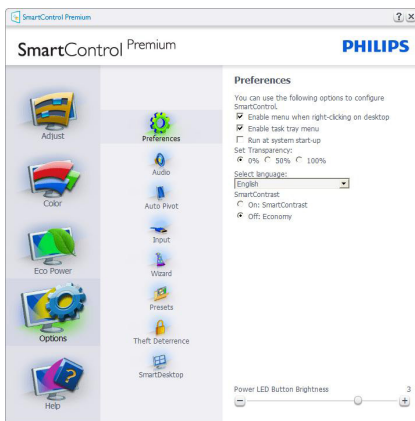 SmartControl Premium
SmartControl Premium
PHILIPS
Adjust
Color
Eco Power
Options
Help
Preferences
Audio
Auto Pivot
Input
Wizard
Presets
Theft Deterrence
SmartDesktop
Preferences
You can use the following options to configure
SmartControl.
Enable menu when right-clicking on desktop
Enable task tray menu
Run at system start-up
Set Transparency:
0% 50% 100%
Select language:
English
SmartContrast
On: SmartContrast
Off: Economy
Power LED Button Brightness 3